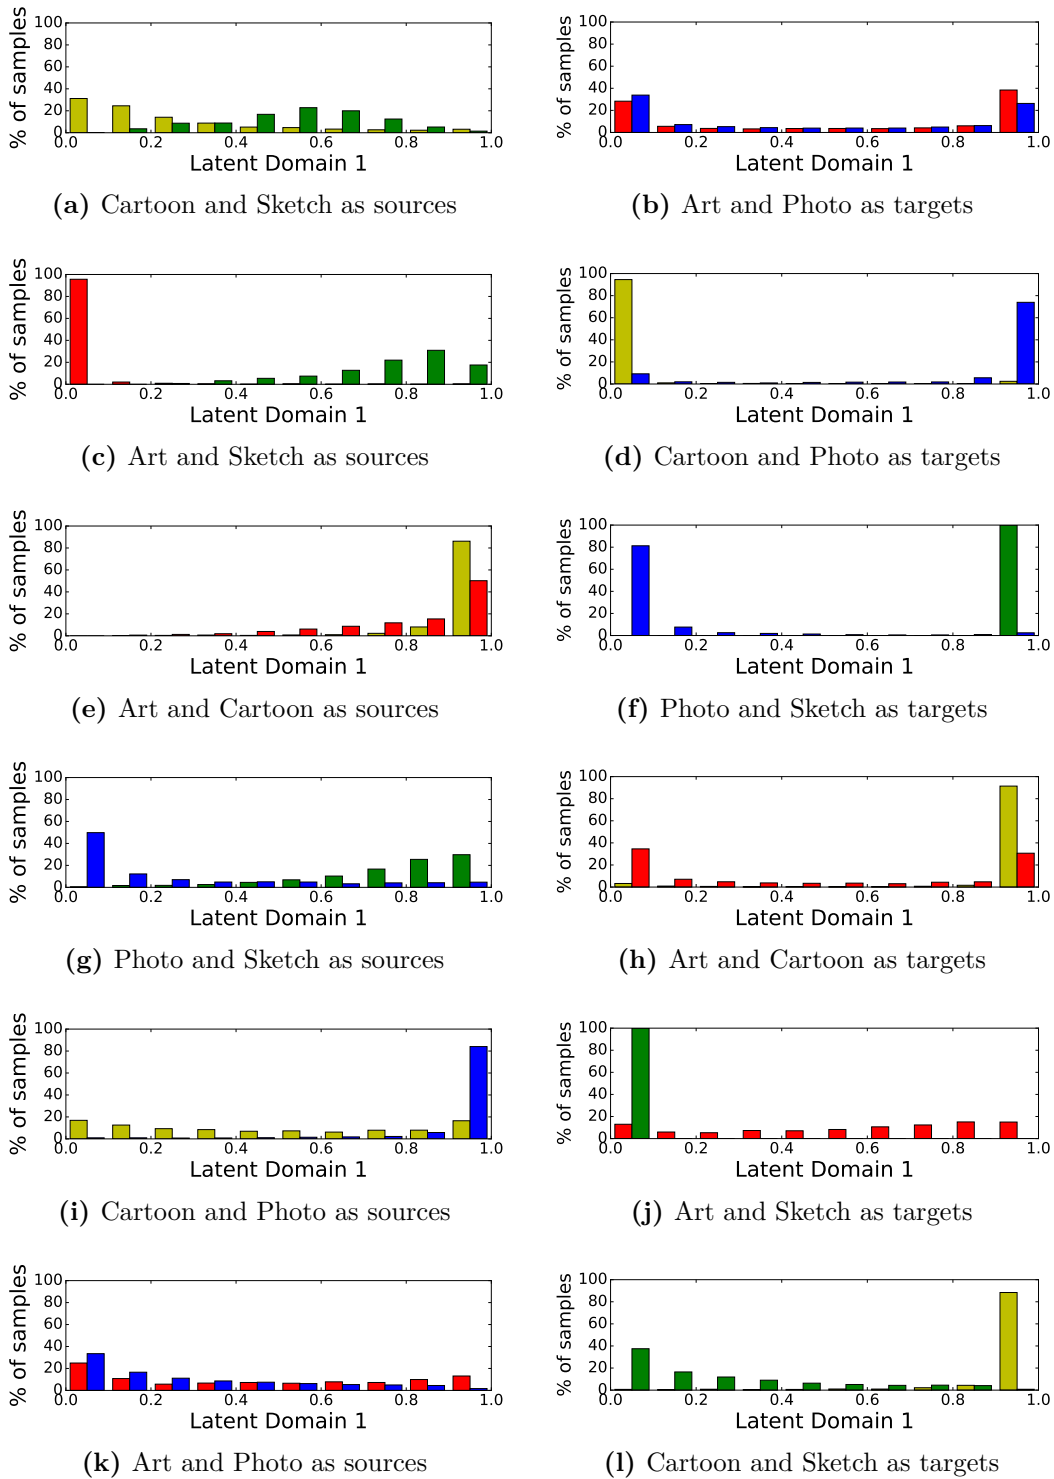 % of samples
100
80
60
40
20
0
0.0 0.2 0.4 0.6 0.8 1.0
Latent Domain 1
(a) Cartoon and Sketch as sources
% of samples
100
80
60
40
20
0
0.0 0.2 0.4 0.6 0.8 1.0
Latent Domain 1
(b) Art and Photo as targets
% of samples
100
80
60
40
20
0
0.0 0.2 0.4 0.6 0.8 1.0
Latent Domain 1
(c) Art and Sketch as sources
% of samples
100
80
60
40
20
0
0.0 0.2 0.4 0.6 0.8 1.0
Latent Domain 1
(d) Cartoon and Photo as targets
% of samples
100
80
60
40
20
0
0.0 0.2 0.4 0.6 0.8 1.0
Latent Domain 1
(e) Art and Cartoon as sources
% of samples
100
80
60
40
20
0
0.0 0.2 0.4 0.6 0.8 1.0
Latent Domain 1
(f) Photo and Sketch as targets
% of samples
100
80
60
40
20
0
0.0 0.2 0.4 0.6 0.8 1.0
Latent Domain 1
(g) Photo and Sketch as sources
% of samples
100
80
60
40
20
0
0.0 0.2 0.4 0.6 0.8 1.0
Latent Domain 1
(h) Art and Cartoon as targets
% of samples
100
80
60
40
20
0
0.0 0.2 0.4 0.6 0.8 1.0
Latent Domain 1
(i) Cartoon and Photo as sources
% of samples
100
80
60
40
20
0
0.0 0.2 0.4 0.6 0.8 1.0
Latent Domain 1
(j) Art and Sketch as targets
% of samples
100
80
60
40
20
0
0.0 0.2 0.4 0.6 0.8 1.0
Latent Domain 1
(k) Art and Photo as sources
% of samples
100
80
60
40
20
0
0.0 0.2 0.4 0.6 0.8 1.0
Latent Domain 1
(l) Cartoon and Sketch as targets